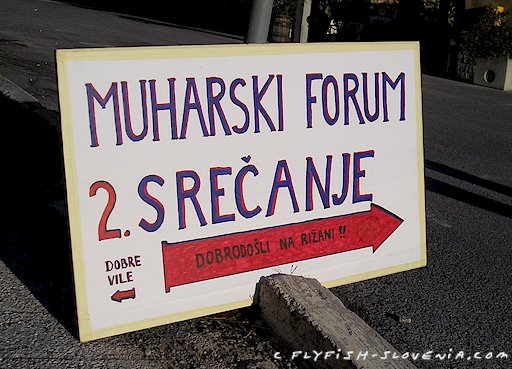 MUHARSKI FORUM
2. SREČANJE
DOBRODOŠLI NA RIŽANI!!
DOBRE
VILE
© FLYFISH-SLOVENIA.COM